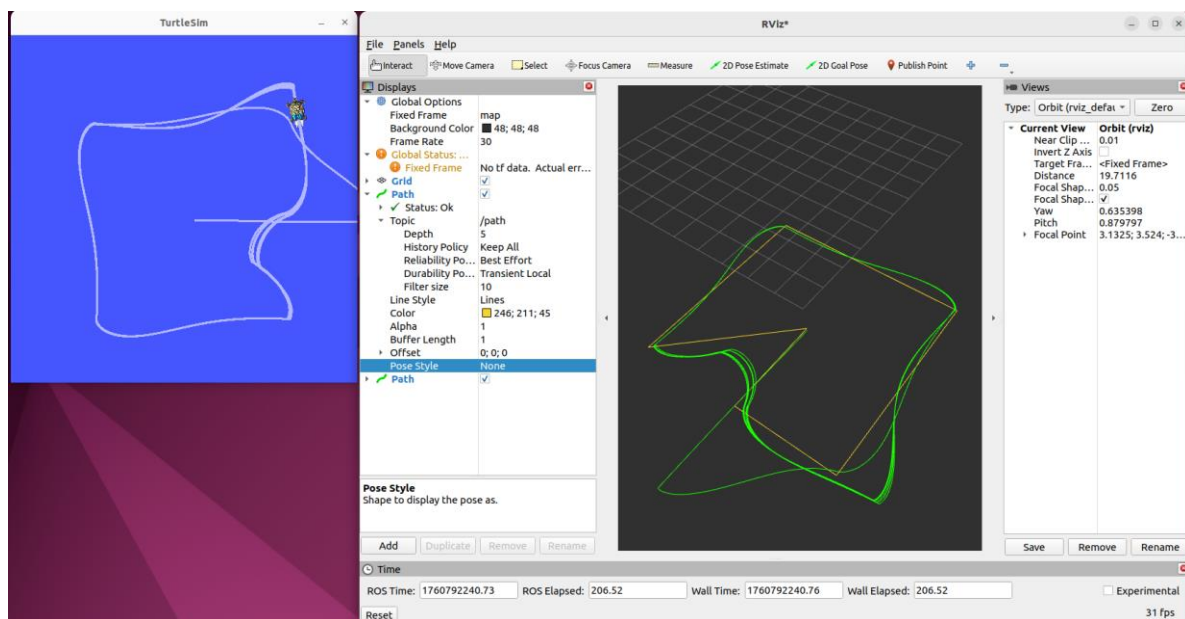 TurtleSim
RViz*
File Panels Help
Interact Move Camera Select Focus Camera Measure 2D Pose Estimate 2D Goal Pose Publish Point
Displays
Global Options
Fixed Frame map
Background Color 48; 48; 48
Frame Rate 30
Global Status: ...
Fixed Frame No tf data. Actual err...
Grid
Path
Status: Ok
Topic /path
Depth 5
History Policy Keep All
Reliability Po... Best Effort
Durability Po... Transient Local
Filter size 10
Line Style Lines
Color 246; 211; 45
Alpha 1
Buffer Length 1
Offset 0; 0; 0
Pose Style None
Path
Pose Style
Shape to display the pose as.
Add Duplicate Remove Rename
Views
Type: Orbit (rviz_defau Zero
Current View Orbit (rviz)
Near Clip ... 0.01
Invert Z Axis
Target Fra... <Fixed Frame>
Distance 19.7116
Focal Shap... 0.05
Focal Shap...
Yaw 0.635398
Pitch 0.879797
Focal Point 3.1325; 3.524; -3...
Save Remove Rename
Time
ROS Time: 1760792240.73 ROS Elapsed: 206.52 Wall Time: 1760792240.76 Wall Elapsed: 206.52 Experimental
Reset 31 fps